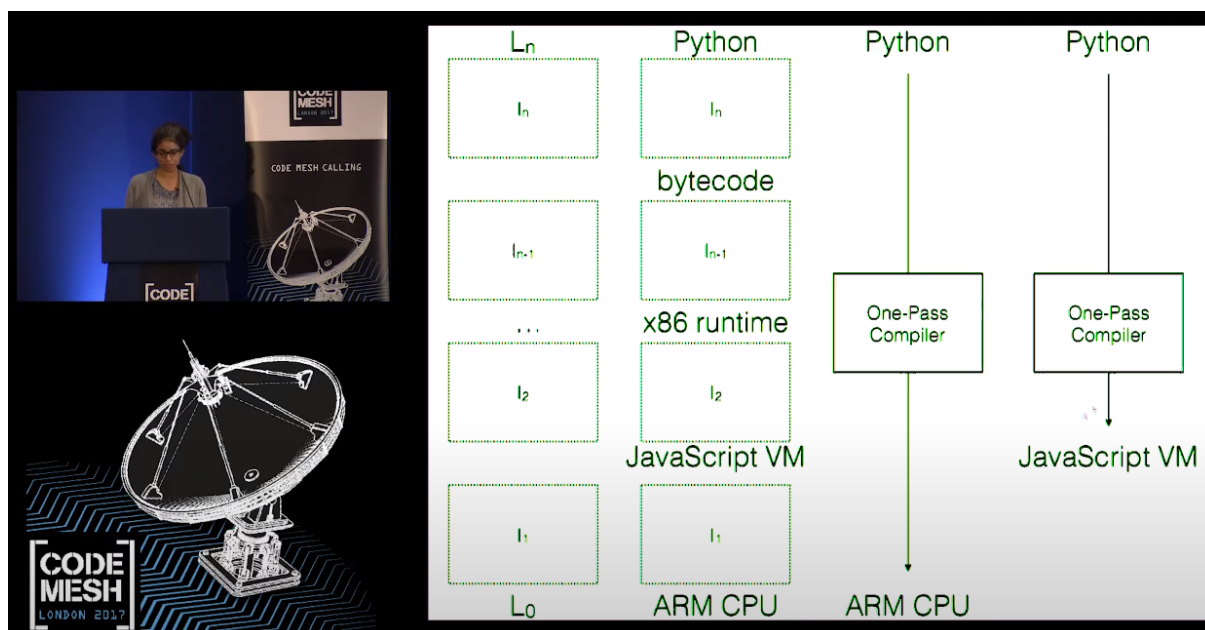 CODE
MESH
LONDON 2017
CODE MESH CALLING
[CODE]
[CODE
MESH]
LONDON 2017
Lₙ
Python
Python
Python
Iₙ
Iₙ
bytecode
Iₙ₋₁
Iₙ₋₁
One-Pass
Compiler
One-Pass
Compiler
...
x86 runtime
I₂
I₂
JavaScript VM
JavaScript VM
I₁
I₁
L₀
ARM CPU
ARM CPU